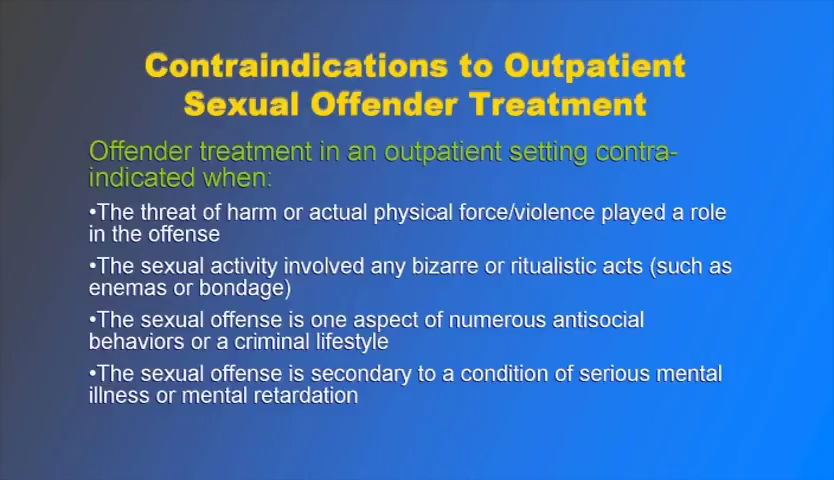 Contraindications to Outpatient
Sexual Offender Treatment
Offender treatment in an outpatient setting contra-
indicated when:
•The threat of harm or actual physical force/violence played a role
in the offense
•The sexual activity involved any bizarre or ritualistic acts (such as
enemas or bondage)
•The sexual offense is one aspect of numerous antisocial
behaviors or a criminal lifestyle
•The sexual offense is secondary to a condition of serious mental
illness or mental retardation